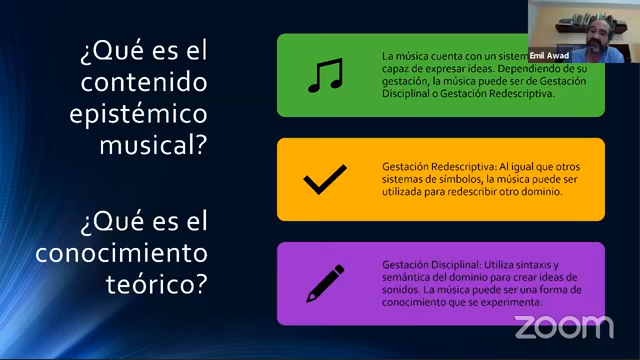 ¿Qué es el
contenido
epistémico
musical?
¿Qué es el
conocimiento
teórico?
La música cuenta con un sistem
capaz de expresar ideas. Dependiendo de su
gestación, la música puede ser de Gestación
Disciplinal o Gestación Redescriptiva.
Gestación Redescriptiva: Al igual que otros
sistemas de símbolos, la música puede ser
utilizada para redescribir otro dominio.
Gestación Disciplinal: Utiliza sintaxis y
semántica del dominio para crear ideas de
sonidos. La música puede ser una forma de
conocimiento que se experimenta.
Emil Awad
zoom